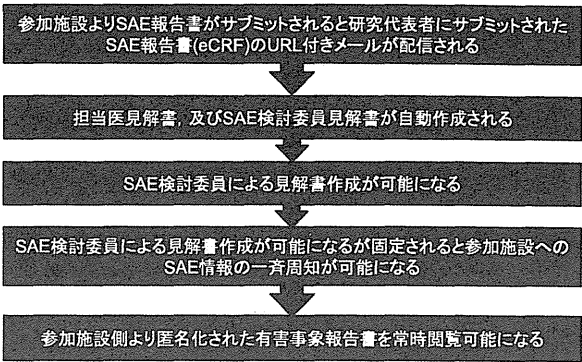 参加施設よりSAE報告書がサブミットされると研究代表者にサブミットされた
SAE報告書(eCRF)のURL付きメールが配信される
担当医見解書，及びSAE検討委員見解書が自動作成される
SAE検討委員による見解書作成が可能になる
SAE検討委員による見解書作成が可能になるが固定されると参加施設への
SAE情報の一斉周知が可能になる
参加施設側より匿名化された有害事象報告書を常時閲覧可能になる